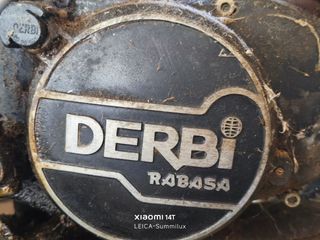 DERBI
DERBi
RABASA
XIAOMI 14T
LEICA-Summilux